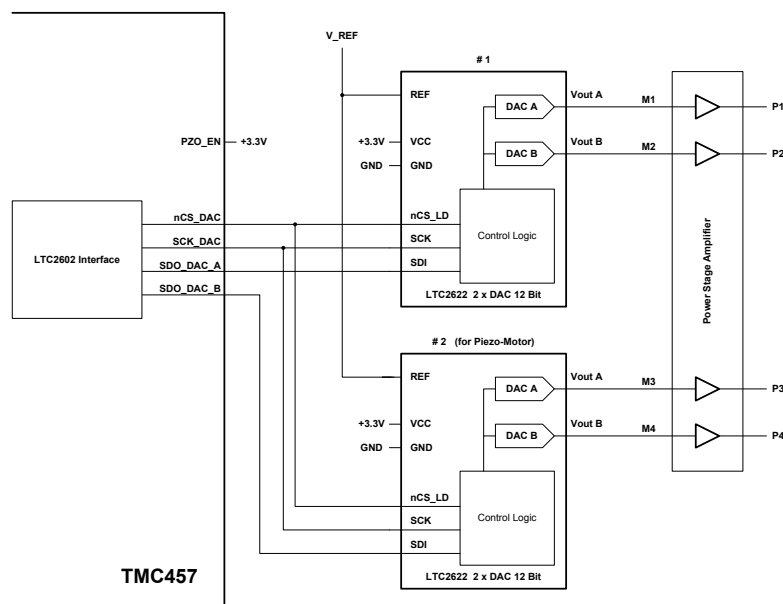 V_REF
# 1
REF
DAC A
Vout A
M1
P1
PZO_EN
+3.3V
+3.3V
VCC
DAC B
Vout B
M2
P2
GND
GND
nCS_DAC
nCS_LD
LTC2602 Interface
SCK_DAC
SCK
Control Logic
SDO_DAC_A
SDI
SDO_DAC_B
LTC2622 2 x DAC 12 Bit
Power Stage Amplifier
# 2 (for Piezo-Motor)
REF
DAC A
Vout A
M3
P3
+3.3V
VCC
DAC B
Vout B
M4
P4
GND
GND
nCS_LD
SCK
Control Logic
SDI
TMC457
LTC2622 2 x DAC 12 Bit